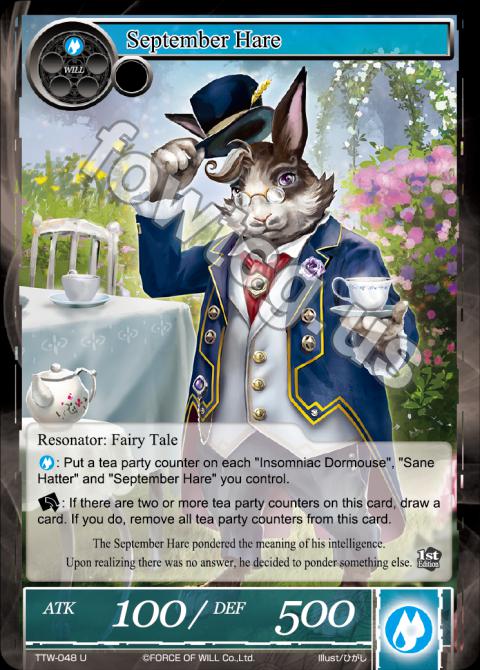 September Hare
WILL
fowtcg.us
Resonator: Fairy Tale
: Put a tea party counter on each "Insomniac Dormouse", "Sane
Hatter" and "September Hare" you control.
: If there are two or more tea party counters on this card, draw a
card. If you do, remove all tea party counters from this card.
The September Hare pondered the meaning of his intelligence.
Upon realizing there was no answer, he decided to ponder something else.
1st
Edition
ATK 100 / DEF 500
TTW-048 U ©FORCE OF WILL Co.,Ltd. Illust/ひがし